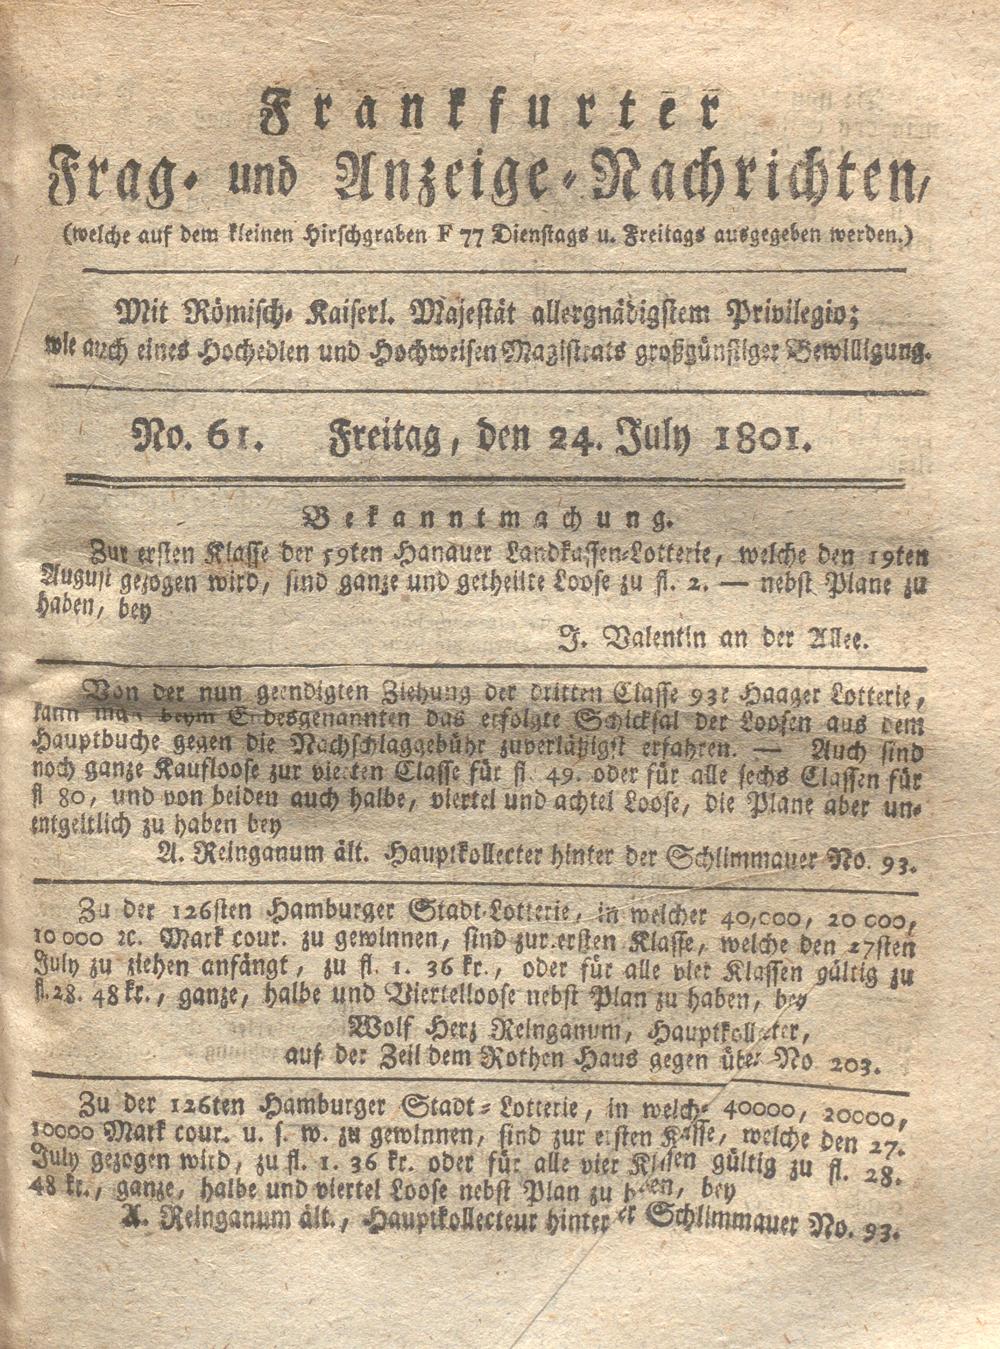 Frankfurter
Frag- und Anzeige-Nachrichten,
(welche auf dem kleinen Hirschgraben F 77 Dienstags u. Freitags ausgegeben werden.)
Mit Römisch- Kaiserl. Majestät allergnädigstem Privilegio;
wie auch eines Hochedlen und Hochweisen Magistrats großgünstiger Bewilligung.
No. 61. Freitag, den 24. July 1801.
Bekanntmachung.
Zur ersten Klasse der 59ten Hanauer Landkassen-Lotterie, welche den 19ten
August gezogen wird, sind ganze und getheilte Loose zu fl. 2. — nebst Plane zu
haben, bey
J. Valentin an der Allee.
Von der nun geendigten Ziehung der dritten Classe 93r Haager Lotterie,
kann man beym Endesgenannten das erfolgte Schicksal der Loosen aus dem
Hauptbuche gegen die Nachschlaggebühr zuverläßigst erfahren. — Auch sind
noch ganze Kaufloose zur vierten Classe für fl. 49. oder für alle sechs Classen für
fl 80, und von beiden auch halbe, viertel und achtel Loose, die Plane aber un-
entgeltlich zu haben bey
A. Reinganum ält. Hauptkollecter hinter der Schlimmauer No. 93.
Zu der 126sten Hamburger Stadt-Lotterie, in welcher 40,000, 20 000,
10 000 ꝛc. Mark cour. zu gewinnen, sind zur ersten Klasse, welche den 27sten
July zu ziehen anfängt, zu fl. 1. 36 kr., oder für alle vier Klassen gültig zu
fl. 28. 48 kr., ganze, halbe und Viertelloose nebst Plan zu haben, bey
Wolf Herz Reinganum, Hauptkollecter,
auf der Zeil dem Rothen Haus gegen über No 203.
Zu der 126ten Hamburger Stadt-Lotterie, in welche 40000, 20000,
10000 Mark cour. u. s. w. zu gewinnen, sind zur ersten Klasse, welche den 27.
July gezogen wird, zu fl. 1. 36 kr. oder für alle vier Klassen gültig zu fl. 28.
48 kr., ganze, halbe und viertel Loose nebst Plan zu haben, bey
A. Reinganum ält., Hauptkollecteur hinter der Schlimmauer No. 93.